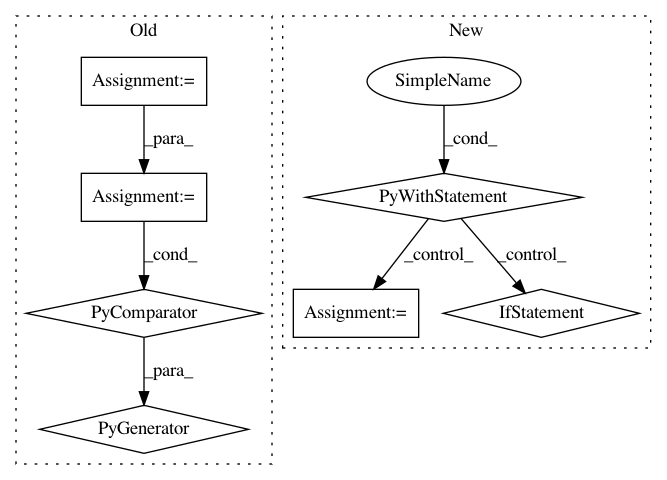 Old
Assignment:=
_para_
Assignment:=
_cond_
PyComparator
_para_
PyGenerator
New
SimpleName
_cond_
PyWithStatement
_control_
_control_
Assignment:=
IfStatement